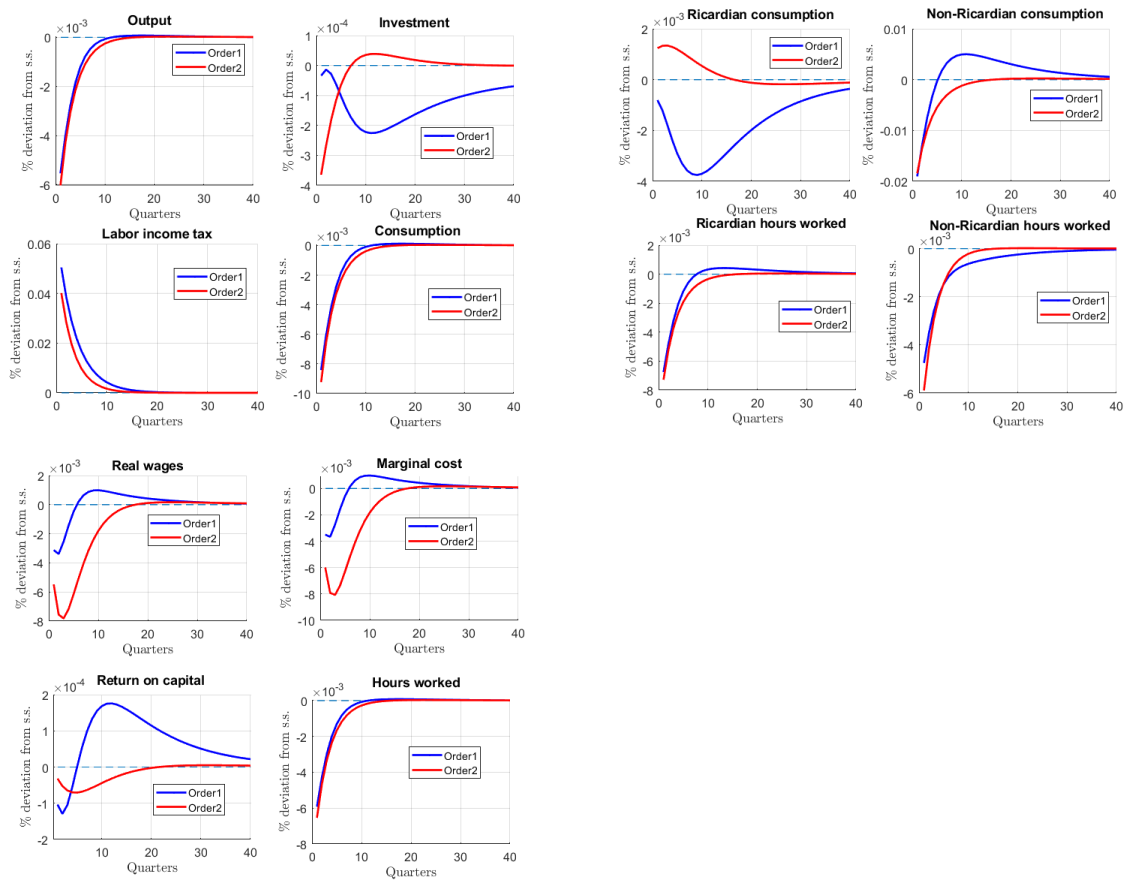 Output
×10⁻³
0
-2
-4
-6
% deviation from s.s.
0 10 20 30 40
Quarters
Order1
Order2
Investment
×10⁻⁴
1
0
-1
-2
-3
-4
% deviation from s.s.
0 10 20 30 40
Quarters
Order1
Order2
Ricardian consumption
×10⁻³
2
0
-2
-4
% deviation from s.s.
0 10 20 30 40
Quarters
Order1
Order2
Non-Ricardian consumption
0.01
0
-0.01
-0.02
% deviation from s.s.
0 10 20 30 40
Quarters
Order1
Order2
Labor income tax
0.06
0.04
0.02
0
% deviation from s.s.
0 10 20 30 40
Quarters
Order1
Order2
Consumption
×10⁻³
0
-2
-4
-6
-8
-10
% deviation from s.s.
0 10 20 30 40
Quarters
Order1
Order2
Ricardian hours worked
×10⁻³
2
0
-2
-4
-6
-8
% deviation from s.s.
0 10 20 30 40
Quarters
Order1
Order2
Non-Ricardian hours worked
×10⁻³
0
-2
-4
-6
% deviation from s.s.
0 10 20 30 40
Quarters
Order1
Order2
Real wages
×10⁻³
2
0
-2
-4
-6
-8
% deviation from s.s.
0 10 20 30 40
Quarters
Order1
Order2
Marginal cost
×10⁻³
0
-2
-4
-6
-8
-10
% deviation from s.s.
0 10 20 30 40
Quarters
Order1
Order2
Return on capital
×10⁻⁴
2
1
0
-1
-2
% deviation from s.s.
10 20 30 40
Quarters
Order1
Order2
Hours worked
×10⁻³
0
-2
-4
-6
-8
% deviation from s.s.
0 10 20 30 40
Quarters
Order1
Order2